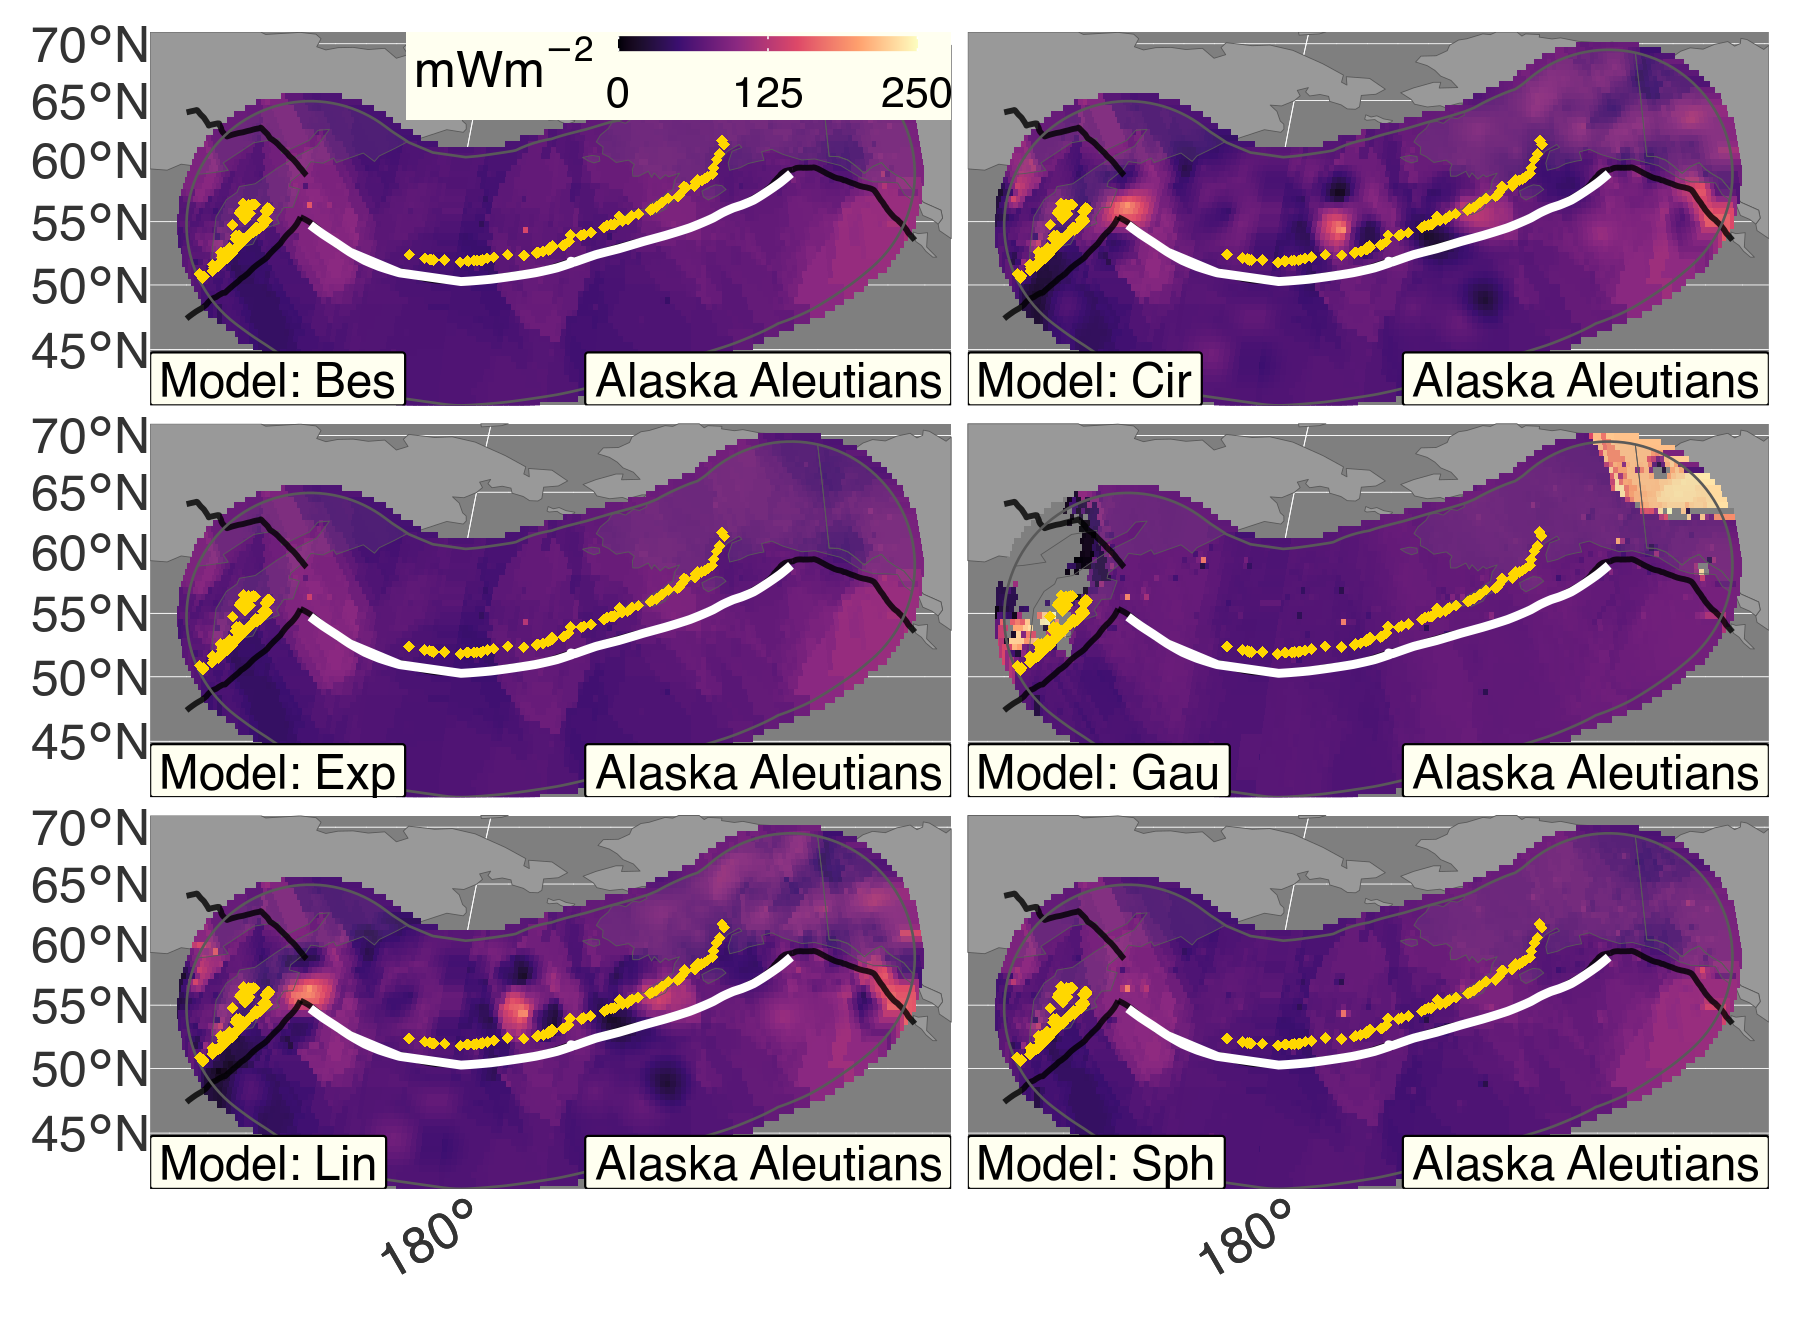 70°N
65°N
60°N
55°N
50°N
45°N
mWm−2
0 125 250
Model: Bes
Alaska Aleutians
Model: Cir
Alaska Aleutians
70°N
65°N
60°N
55°N
50°N
45°N
Model: Exp
Alaska Aleutians
Model: Gau
Alaska Aleutians
70°N
65°N
60°N
55°N
50°N
45°N
Model: Lin
Alaska Aleutians
Model: Sph
Alaska Aleutians
180°
180°